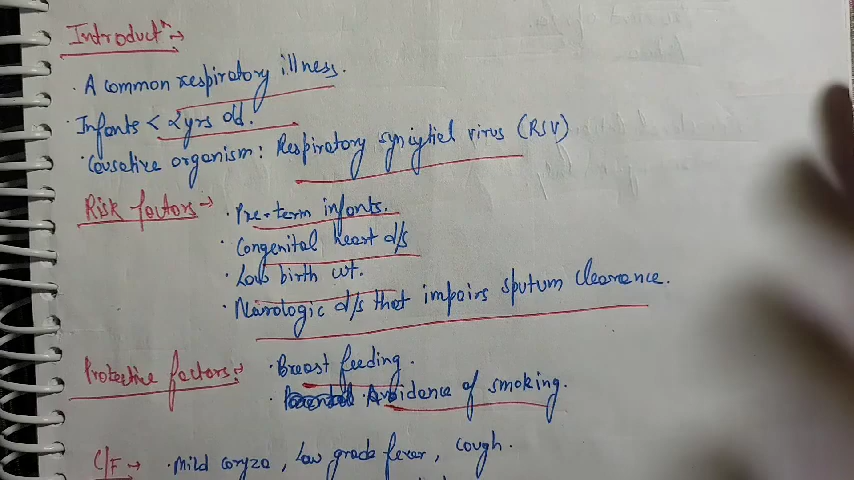 Introductⁿ :→
· A common respiratory illness.
· Infants < 2yrs old.
· Causative organism: Respiratory syncytial virus (RSV)
Risk factors :→ · Pre-term infants.
· Congenital heart d/s
· Low birth wt.
· Neurologic d/s that impairs sputum clearance.
Protective factors :→ · Breast feeding.
· Avoidence of smoking.
C/F :→ · Mild coryza, Low grade fever, cough.